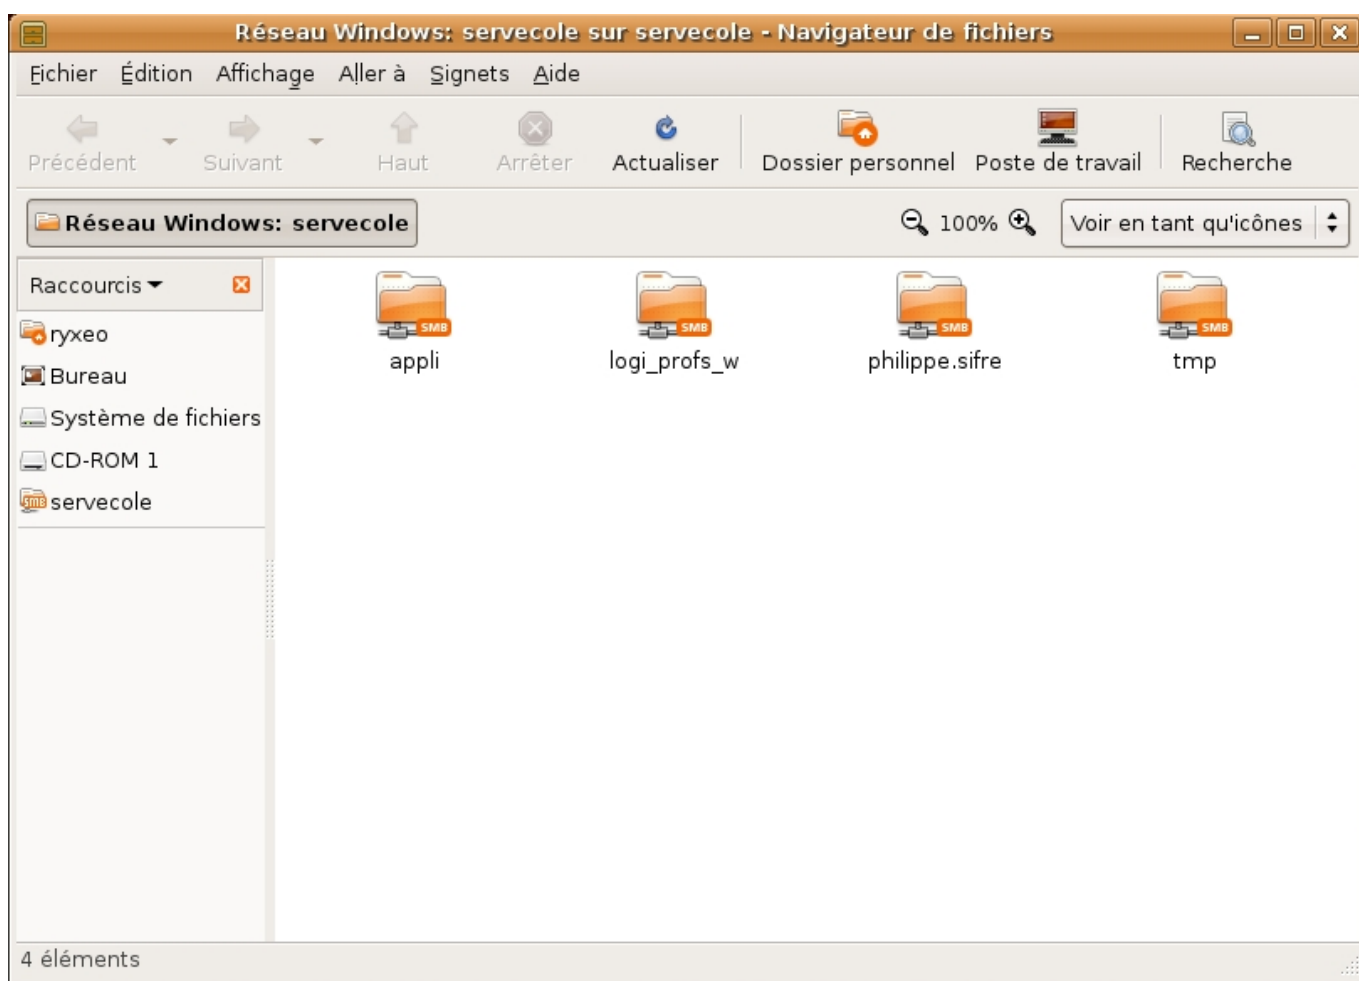 Réseau Windows: servecole sur servecole - Navigateur de fichiers
Fichier Édition Affichage Aller à Signets Aide
Précédent Suivant Haut Arrêter Actualiser Dossier personnel Poste de travail Recherche
Réseau Windows: servecole 100% Voir en tant qu'icônes
Raccourcis
ryxeo
Bureau
Système de fichiers
CD-ROM 1
SMB servecole
SMB SMB SMB SMB
appli logi_profs_w philippe.sifre tmp
4 éléments